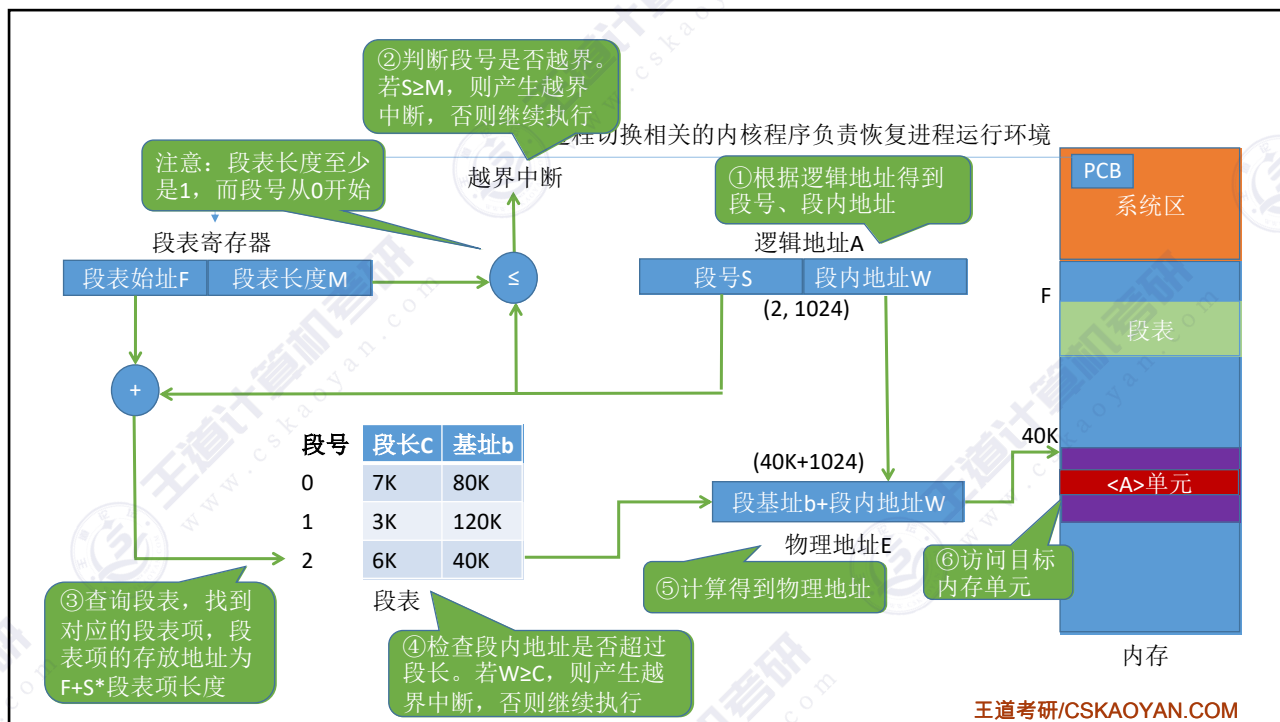 ②判断段号是否越界。
若S≥M，则产生越界
中断，否则继续执行
程切换相关的内核程序负责恢复进程运行环境
注意：段表长度至少
是1，而段号从0开始
越界中断
①根据逻辑地址得到
段号、段内地址
PCB
系统区
段表寄存器
逻辑地址A
段表始址F
段表长度M
≤
段号S
段内地址W
(2, 1024)
F
段表
+
段号
段长C
基址b
0
7K
80K
1
3K
120K
2
6K
40K
段表
(40K+1024)
段基址b+段内地址W
物理地址E
40K
<A>单元
③查询段表，找到
对应的段表项，段
表项的存放地址为
F+S*段表项长度
④检查段内地址是否超过
段长。若W≥C，则产生越
界中断，否则继续执行
⑤计算得到物理地址
⑥访问目标
内存单元
内存
王道考研/CSKAOYAN.COM
王道计算机考研
www.cskaoyan.com